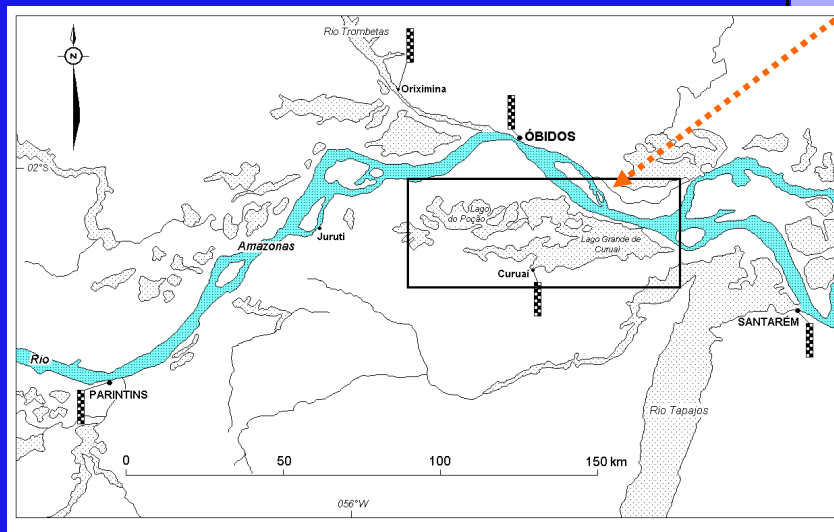 Rio Trombetas
N
Oriximina
ÓBIDOS
02°S
Lago
do Poção
Amazonas
Juruti
Lago Grande de
Curuai
Curuaí
SANTARÉM
Rio
PARINTINS
Rio Tapajos
0 50 100 150 km
056°W